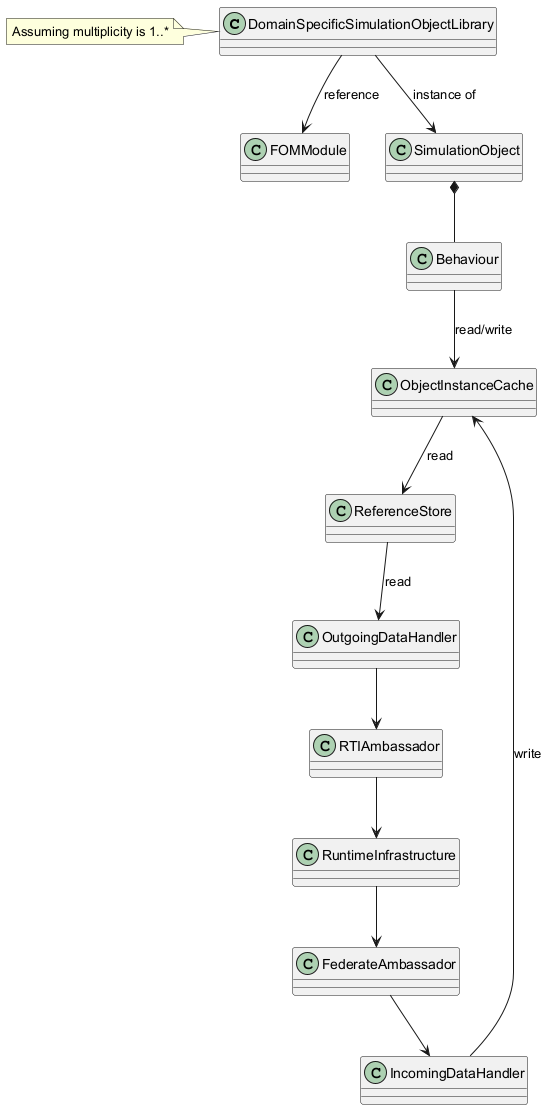 DomainSpecificSimulationObjectLibrary
Assuming multiplicity is 1..*
reference
instance of
FOMModule
SimulationObject
Behaviour
read/write
ObjectInstanceCache
read
ReferenceStore
read
OutgoingDataHandler
RTIAmbassador
write
RuntimeInfrastructure
FederateAmbassador
IncomingDataHandler